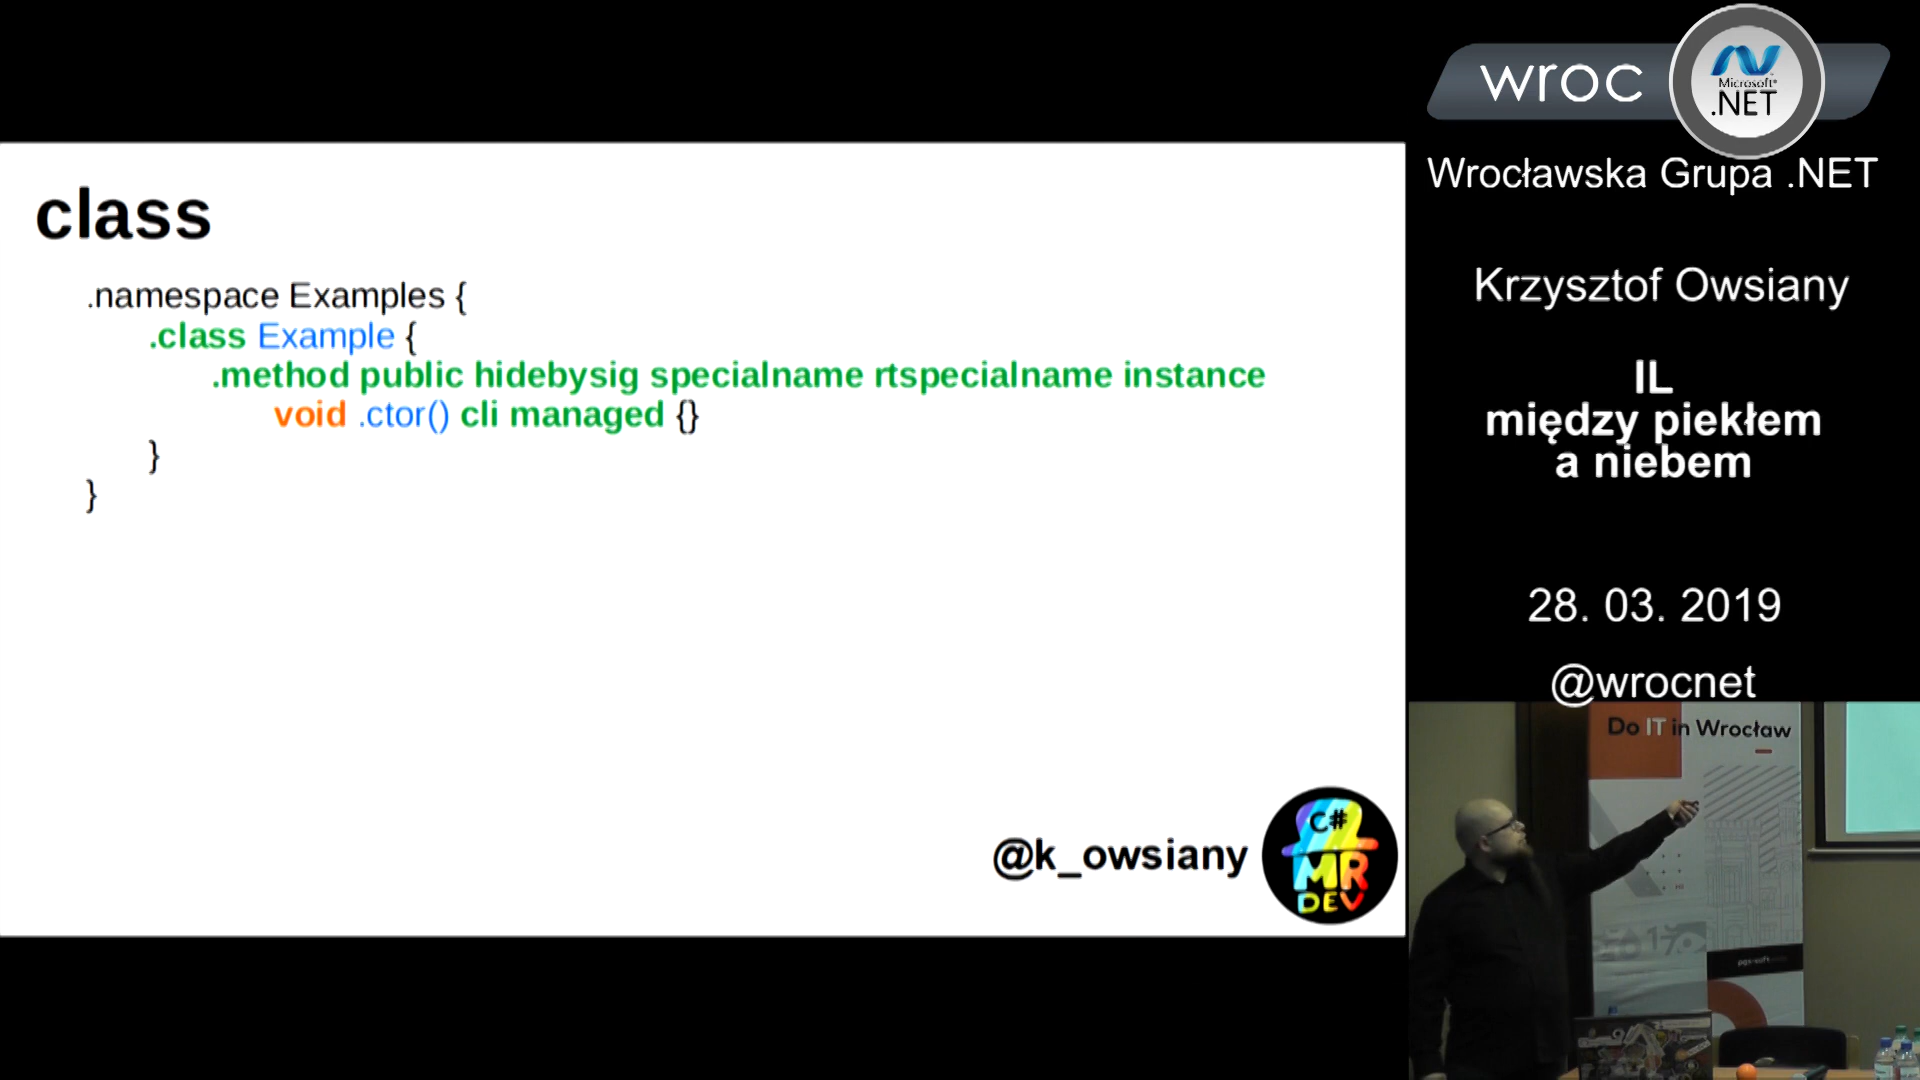 class
.namespace Examples {
.class Example {
.method public hidebysig specialname rtspecialname instance
void .ctor() cli managed {}
}
}
@k_owsiany
C#
MR
DEV
wroc
Microsoft
.NET
Wrocławska Grupa .NET
Krzysztof Owsiany
IL
między piekłem
a niebem
28. 03. 2019
@wrocnet
Do IT in Wrocław